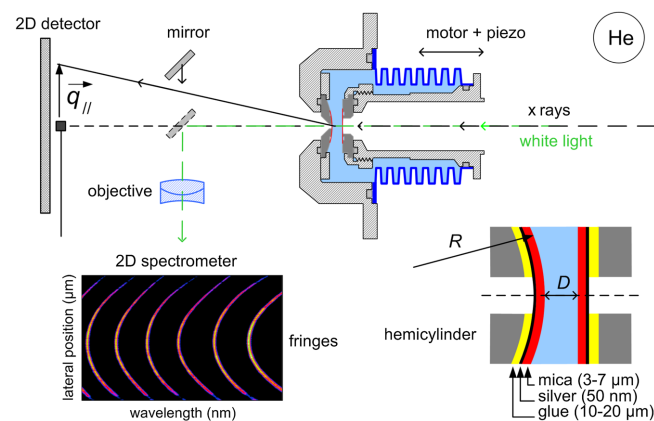 2D detector
mirror
motor + piezo
He
q //
x rays
white light
objective
2D spectrometer
lateral position (µm)
fringes
wavelength (nm)
R
D
hemicylinder
mica (3-7 µm)
silver (50 nm)
glue (10-20 µm)